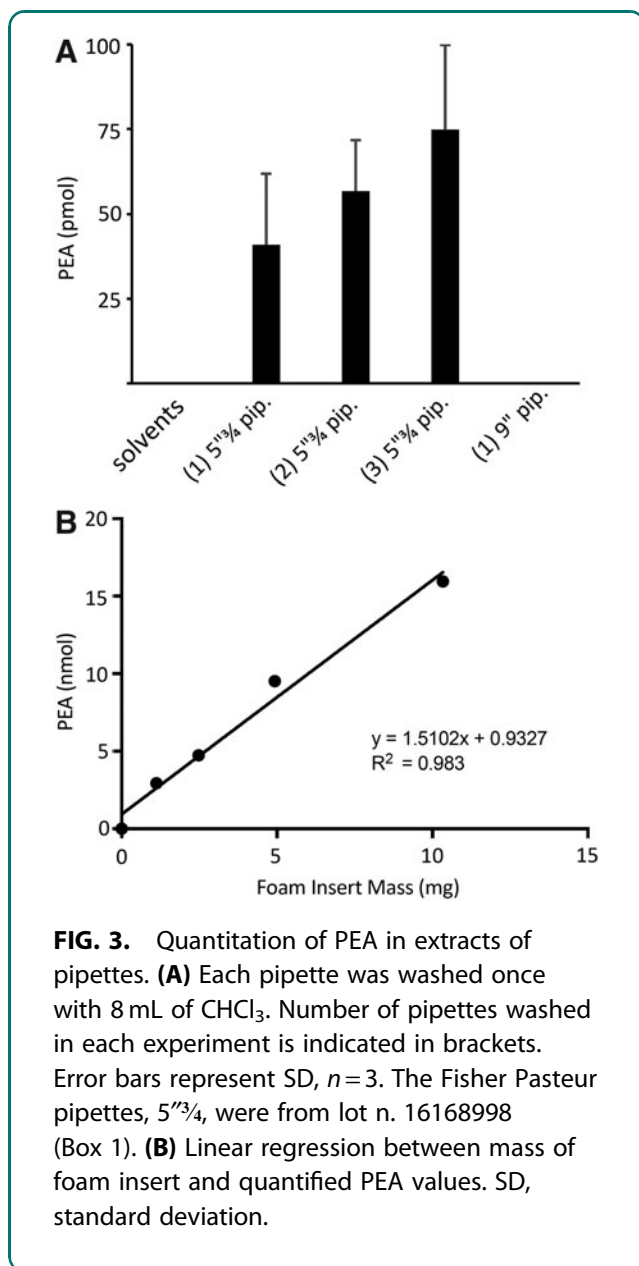 A
100
75
50
25
PEA (pmol)
solvents
(1) 5"¾ pip.
(2) 5"¾ pip.
(3) 5"¾ pip.
(1) 9" pip.
B
20
15
10
5
0
PEA (nmol)
y = 1.5102x + 0.9327
R² = 0.983
0 5 10 15
Foam Insert Mass (mg)
FIG. 3. Quantitation of PEA in extracts of
pipettes. (A) Each pipette was washed once
with 8 mL of CHCl₃. Number of pipettes washed
in each experiment is indicated in brackets.
Error bars represent SD, n = 3. The Fisher Pasteur
pipettes, 5″¾, were from lot n. 16168998
(Box 1). (B) Linear regression between mass of
foam insert and quantified PEA values. SD,
standard deviation.